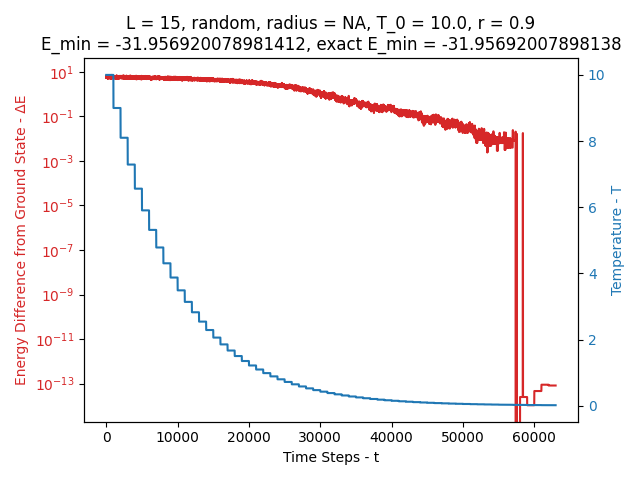 L = 15, random, radius = NA, T_0 = 10.0, r = 0.9
E_min = -31.956920078981412, exact E_min = -31.95692007898138
Energy Difference from Ground State - ΔE
10^1
10^-1
10^-3
10^-5
10^-7
10^-9
10^-11
10^-13
10
8
6
4
2
0
Temperature - T
0 10000 20000 30000 40000 50000 60000
Time Steps - t